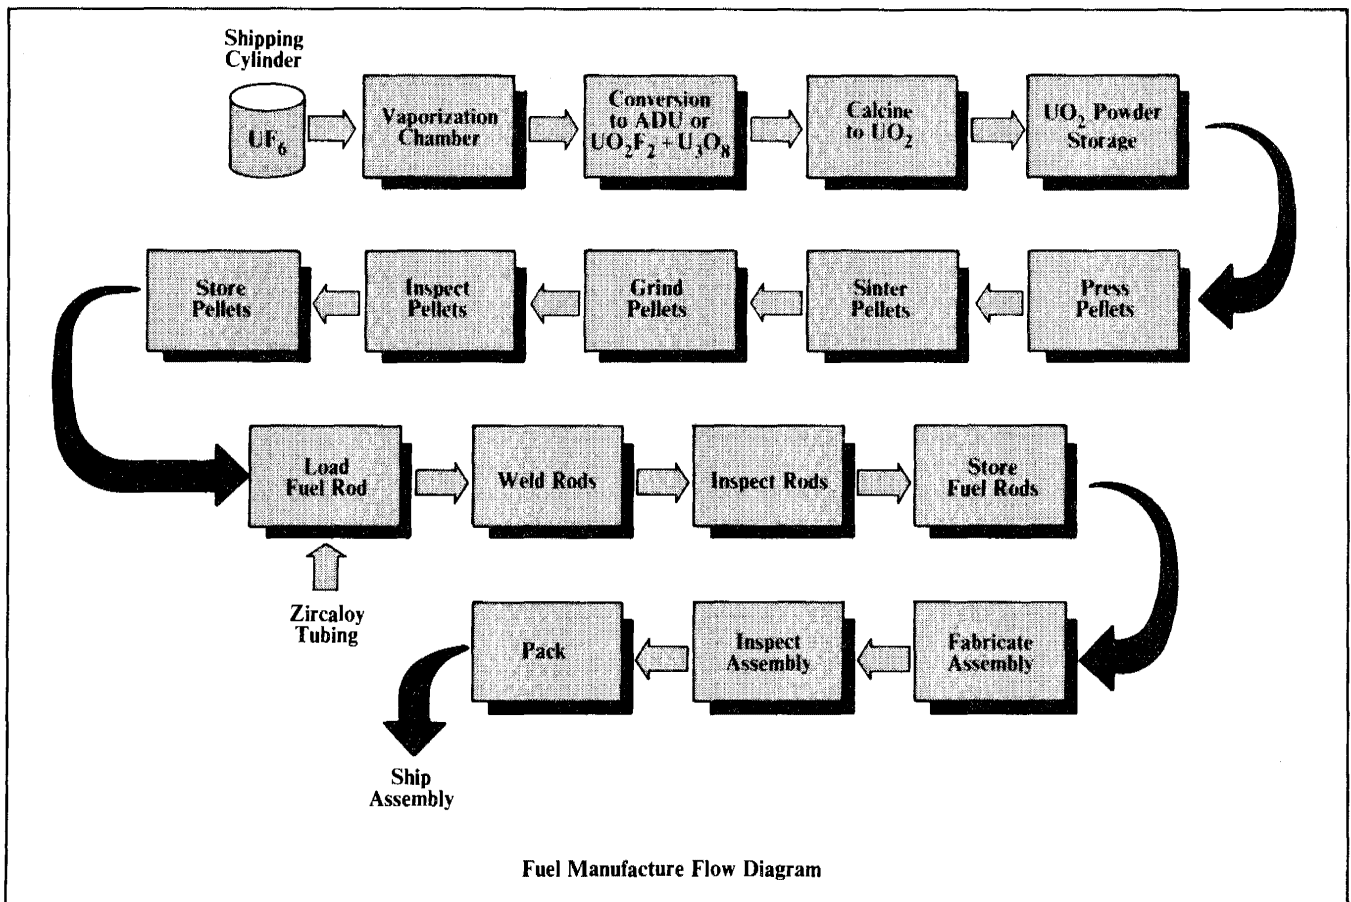 Shipping
Cylinder
UF6
Vaporization
Chamber
Conversion
to ADU or
UO2F2 + U3O8
Calcine
to UO2
UO2 Powder
Storage
Press
Pellets
Sinter
Pellets
Grind
Pellets
Inspect
Pellets
Store
Pellets
Load
Fuel Rod
Zircaloy
Tubing
Weld Rods
Inspect Rods
Store
Fuel Rods
Fabricate
Assembly
Inspect
Assembly
Pack
Ship
Assembly
Fuel Manufacture Flow Diagram